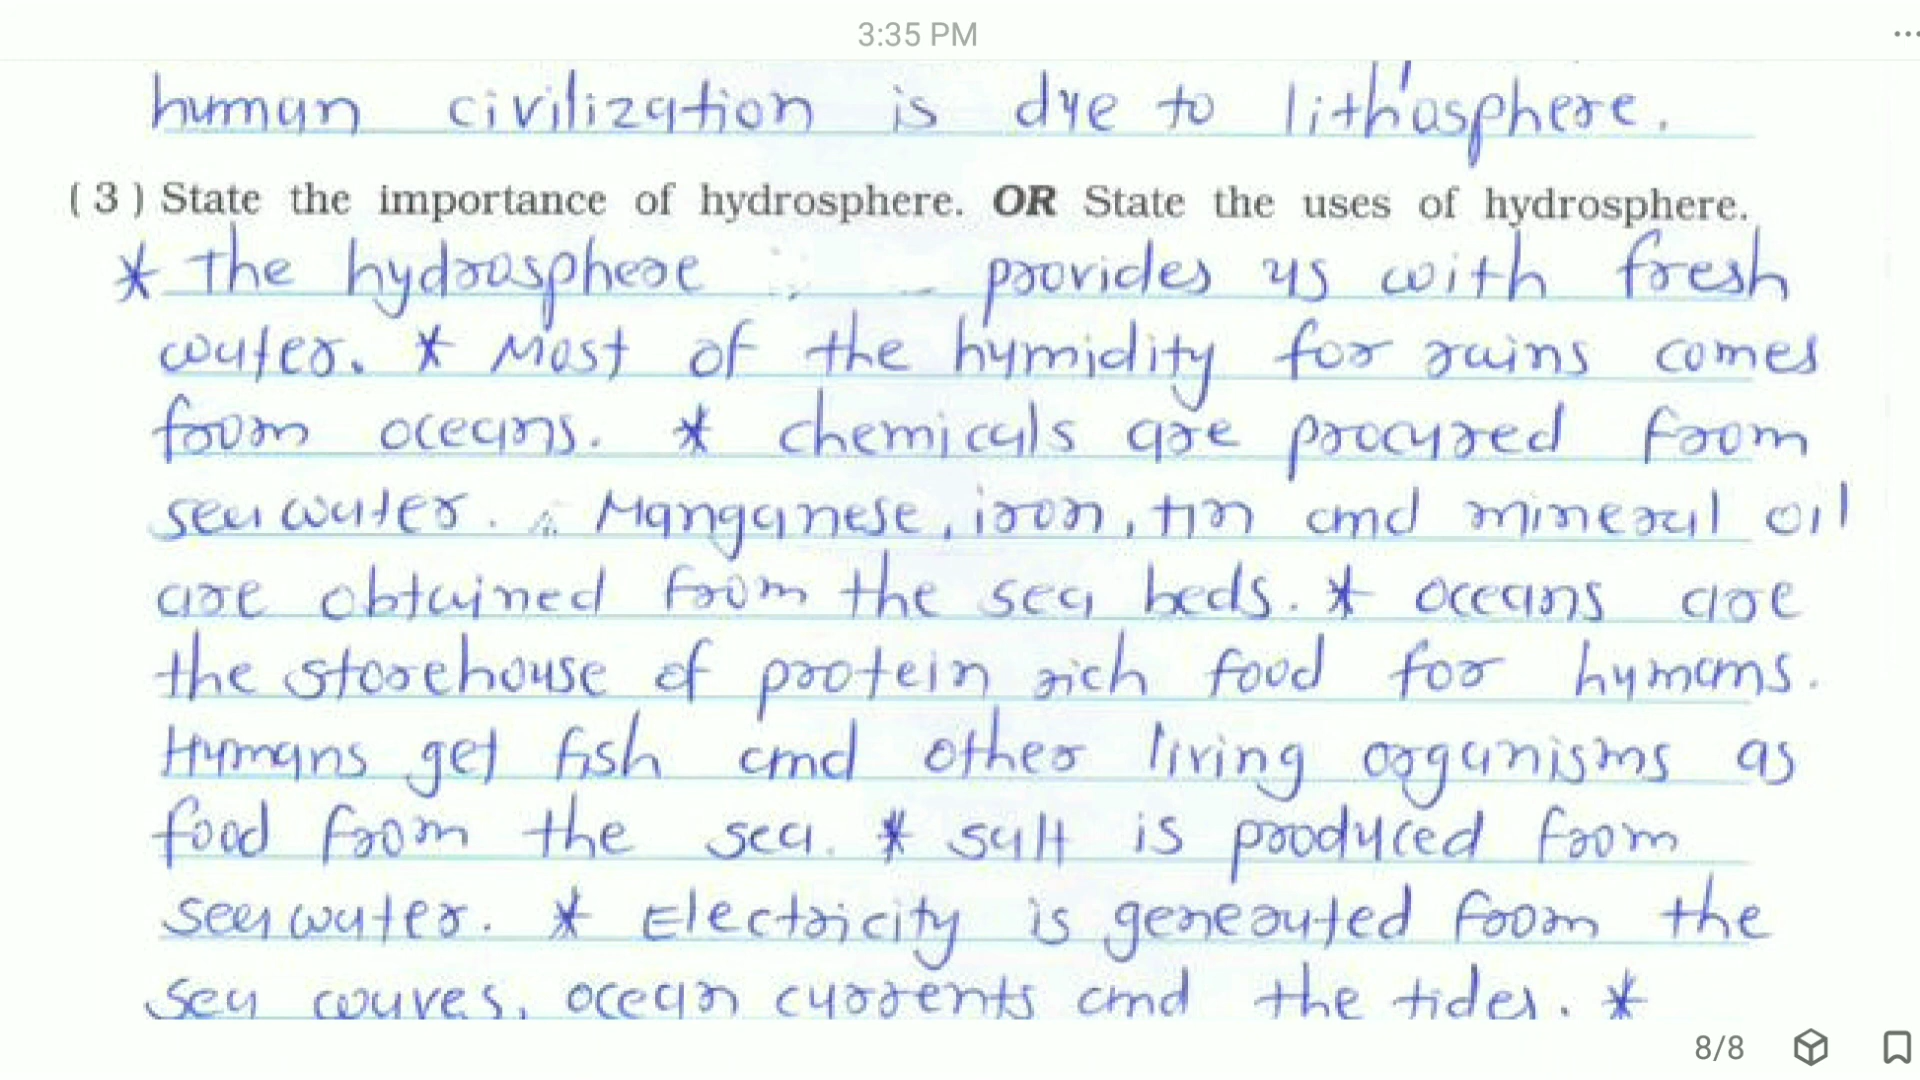 3:35 PM
human civilization is due to lithosphere.
(3) State the importance of hydrosphere. OR State the uses of hydrosphere.
* the hydrosphere provides us with fresh
water. * Most of the humidity for rains comes
from oceans. * chemicals are procured from
sea water. Manganese, iron, tin and mineral oil
are obtained from the sea beds. * oceans are
the storehouse of protein rich food for humans.
Humans get fish and other living organisms as
food from the sea. * salt is produced from
sea water. * Electricity is generated from the
sea waves, ocean currents and the tides. *
8/8